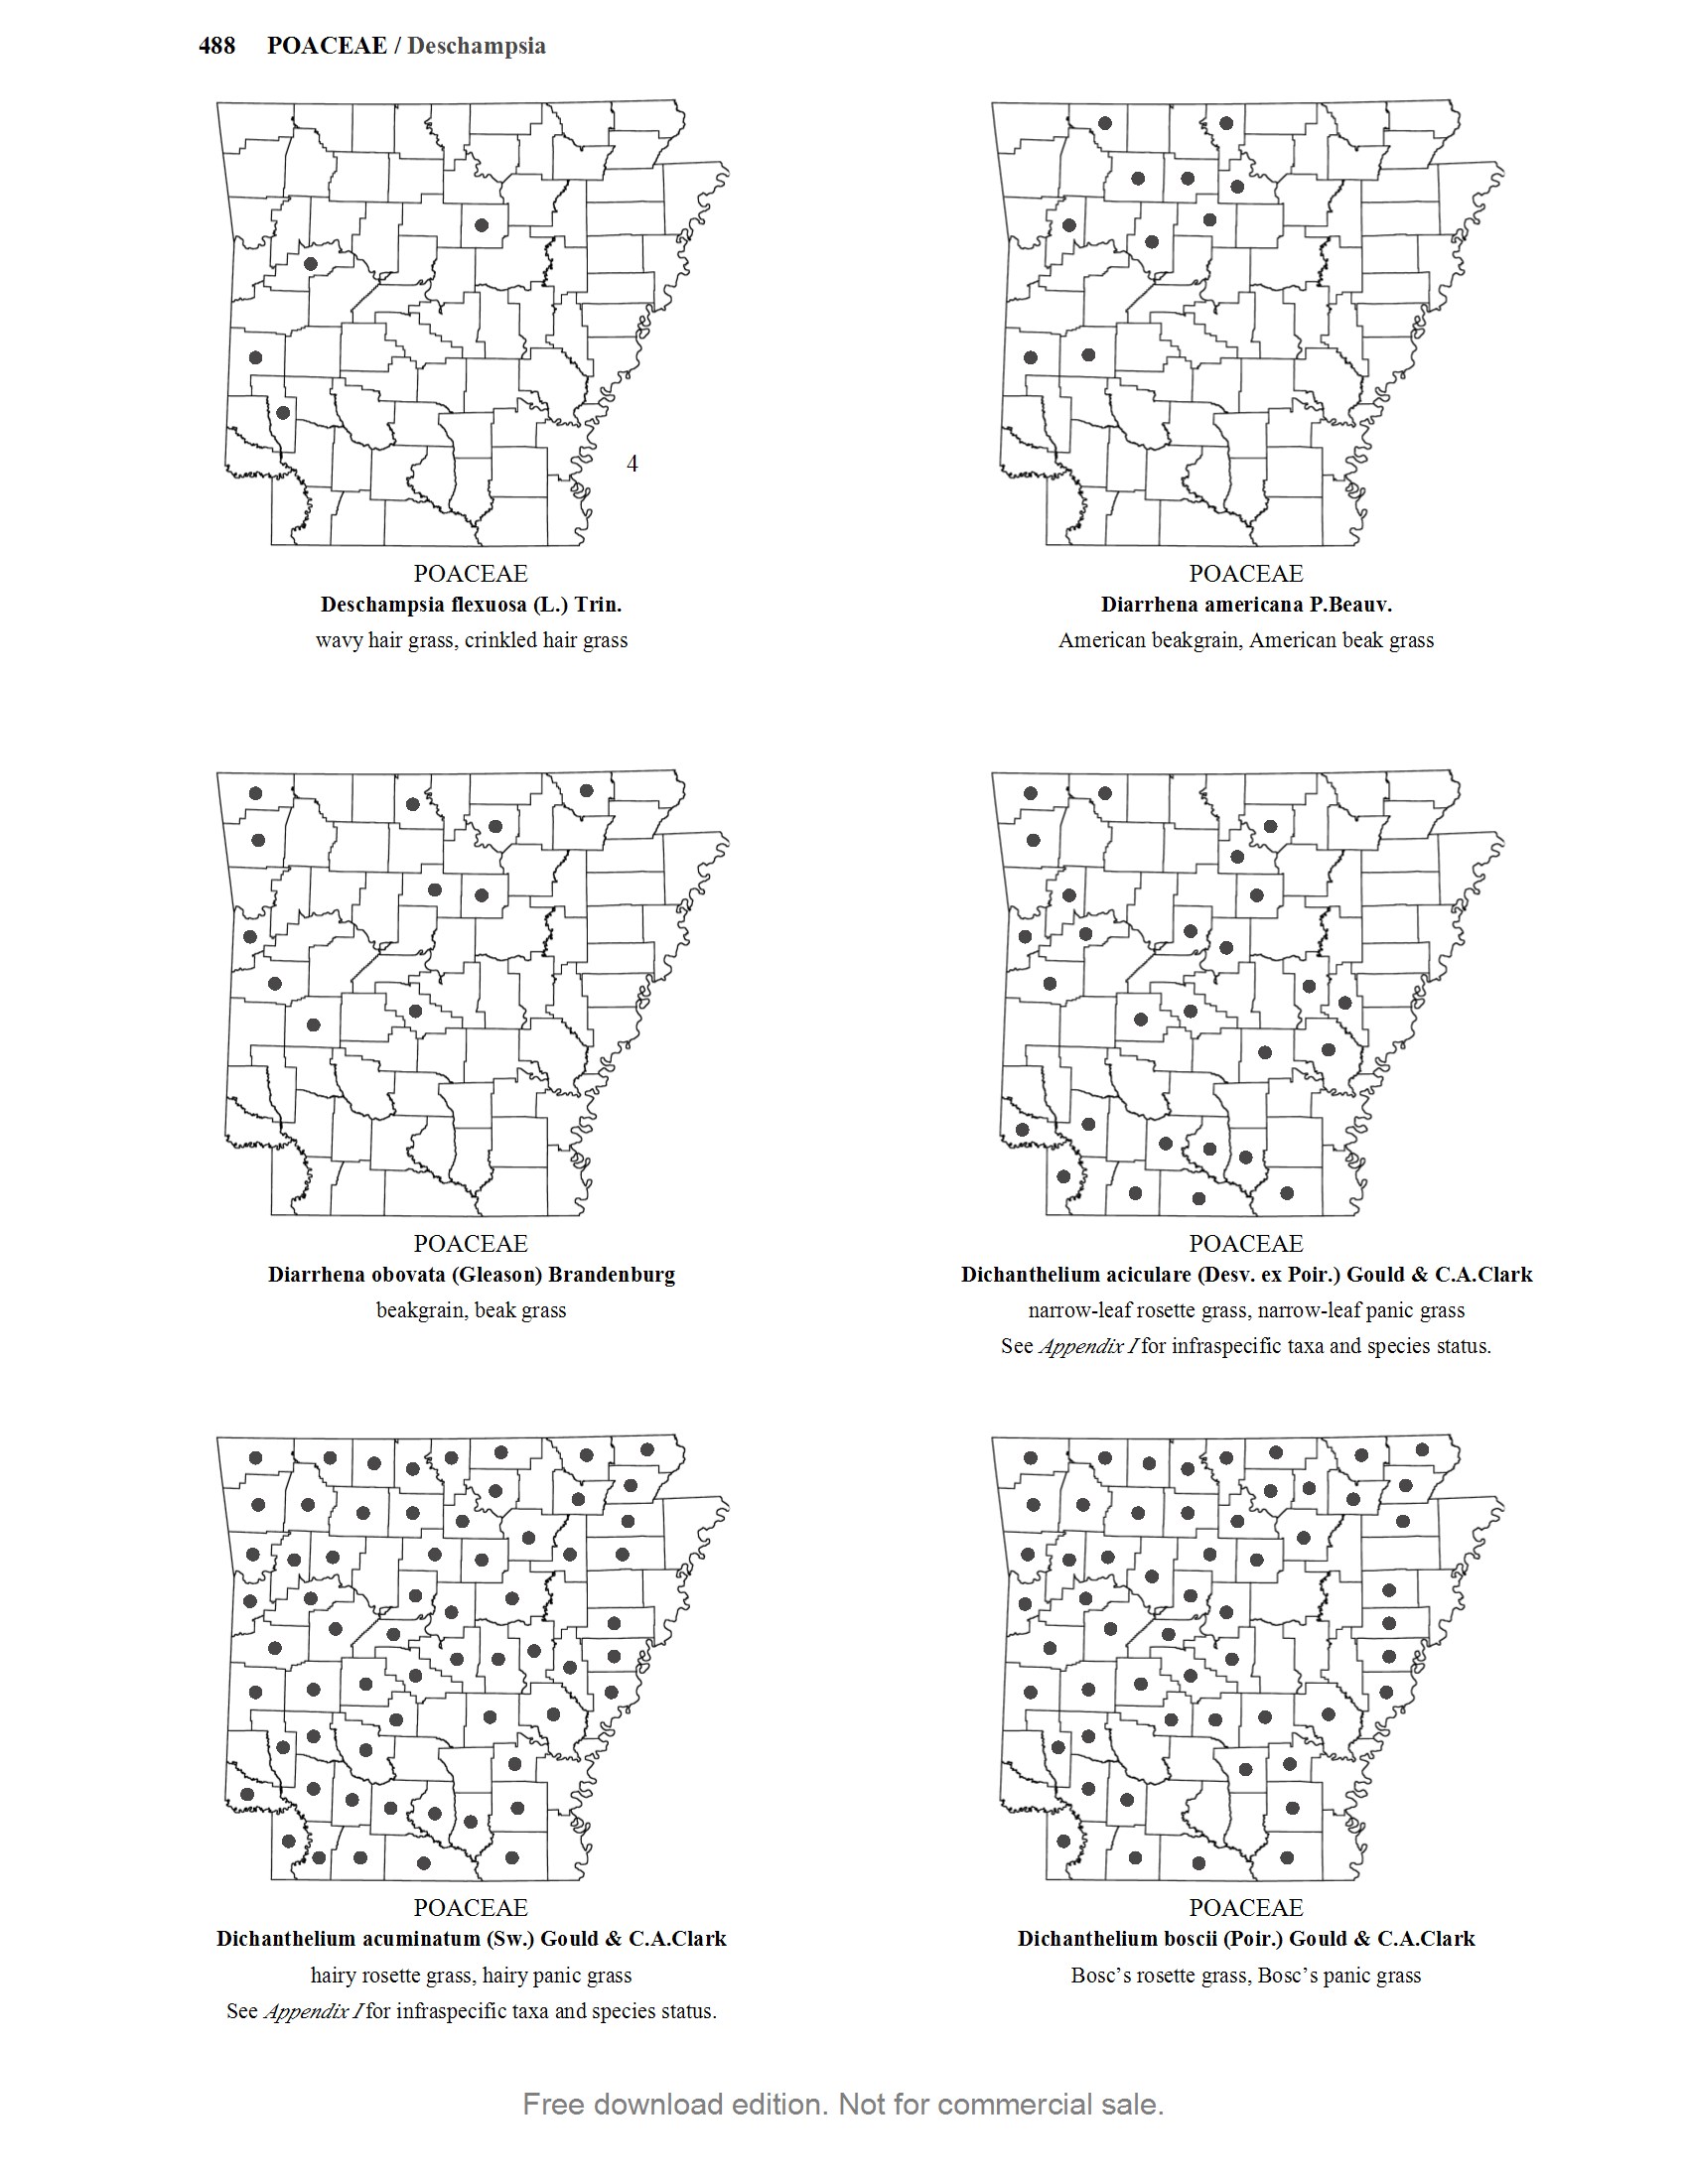 488 POACEAE / Deschampsia
4
POACEAE
Deschampsia flexuosa (L.) Trin.
wavy hair grass, crinkled hair grass
POACEAE
Diarrhena americana P.Beauv.
American beakgrain, American beak grass
POACEAE
Diarrhena obovata (Gleason) Brandenburg
beakgrain, beak grass
POACEAE
Dichanthelium aciculare (Desv. ex Poir.) Gould & C.A.Clark
narrow-leaf rosette grass, narrow-leaf panic grass
See Appendix I for infraspecific taxa and species status.
POACEAE
Dichanthelium acuminatum (Sw.) Gould & C.A.Clark
hairy rosette grass, hairy panic grass
See Appendix I for infraspecific taxa and species status.
POACEAE
Dichanthelium boscii (Poir.) Gould & C.A.Clark
Bosc’s rosette grass, Bosc’s panic grass
Free download edition. Not for commercial sale.